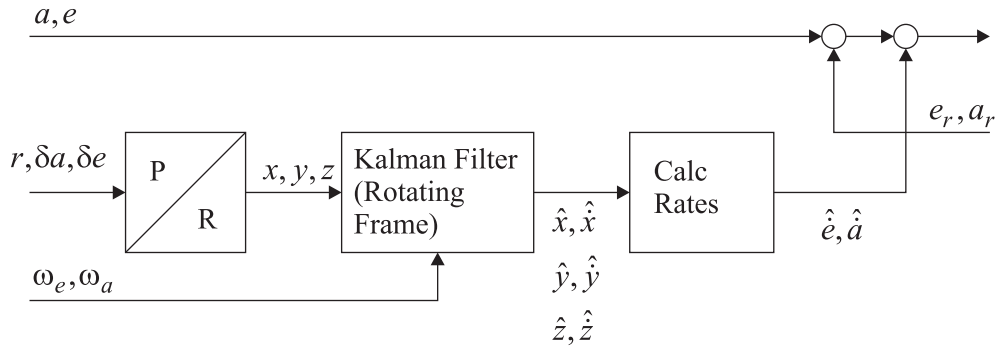 a, e
e_r, a_r
r, δa, δe
P
R
x, y, z
Kalman Filter
(Rotating
Frame)
Calc
Rates
x̂, ẋ̂
ŷ, ẏ̂
ẑ, ż̂
ė̂, ȧ̂
ω_e, ω_a